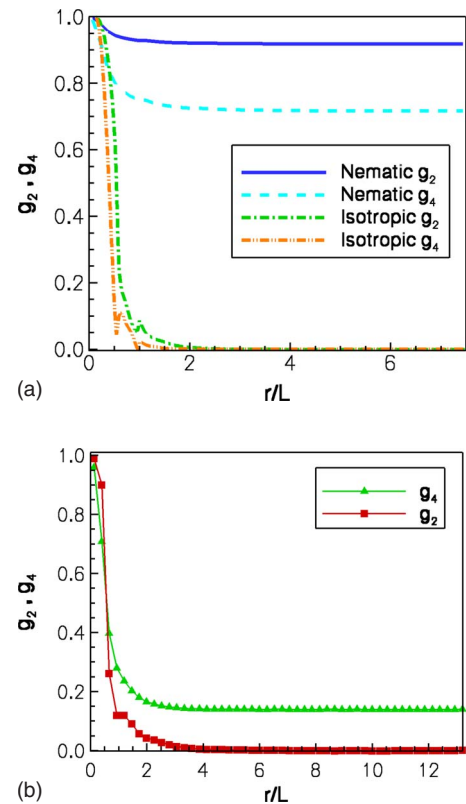 1.0
0.8
0.6
0.4
0.2
0.0
g₂ , g₄
Nematic g₂
Nematic g₄
Isotropic g₂
Isotropic g₄
0 2 4 6
r/L
(a)
1.0
0.8
0.6
0.4
0.2
0.0
g₂ , g₄
g₄
g₂
0 2 4 6 8 10 12
r/L
(b)